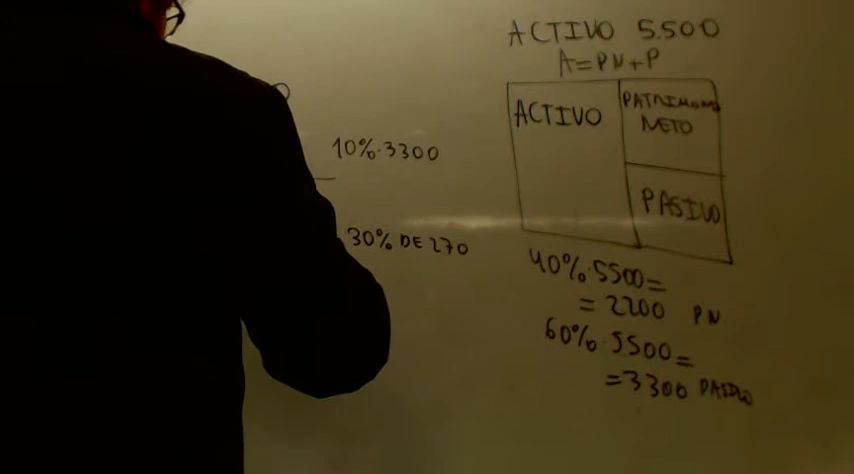 ACTIVO 5.500
A=PN+P
ACTIVO
PATRIMONIO
NETO
PASIVO
10%·3300
30% DE 270
40%·5500=
= 2200 PN
60%·5500=
=3300 PASIVO